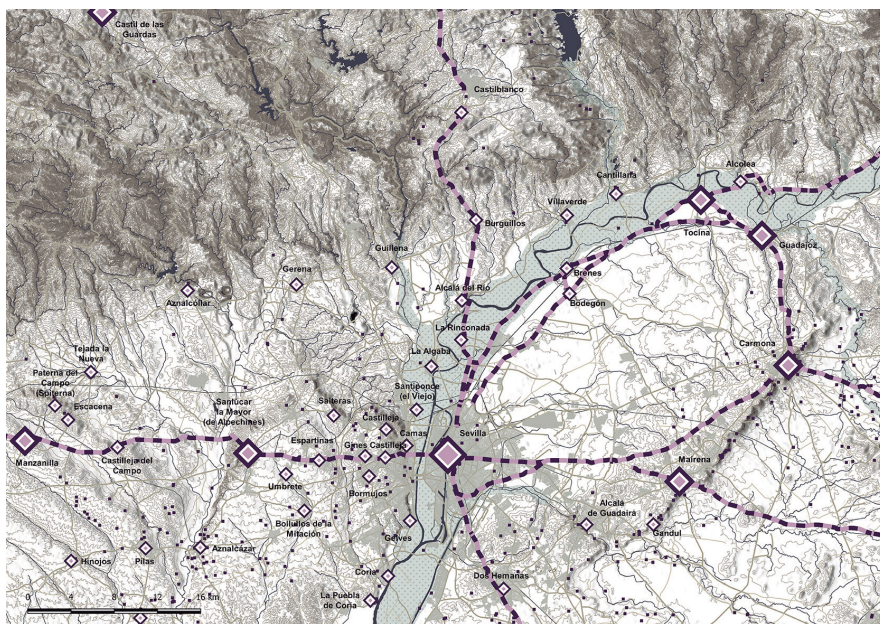 Castil de las
Guardas
Castilblanco
Alcolea
Cantillana
Villaverde
Burguillos
Tocina
Guadajoz
Guillena
Gerena
Brenes
Aznalcóllar
Alcalá del Río
Bodegón
La Rinconada
Carmona
Tejada la
Nueva
La Algaba
Paterna del
Campo
(Spiterna)
Escacena
Sanlúcar
la Mayor
(de Alpechines)
Salteras
Santiponce
(el Viejo)
Castilleja
Camas
Sevilla
Espartinas
Gines Castilleja
Manzanilla
Castilleja del
Campo
Mairena
Umbrete
Bormujos
Bollullos de la
Mitación
Alcalá
de Guadaíra
Gandul
Gelves
Hinojos
Pilas
Aznalcázar
Coria
Dos Hemanas
La Puebla
de Coria
0 4 8 12 16 km